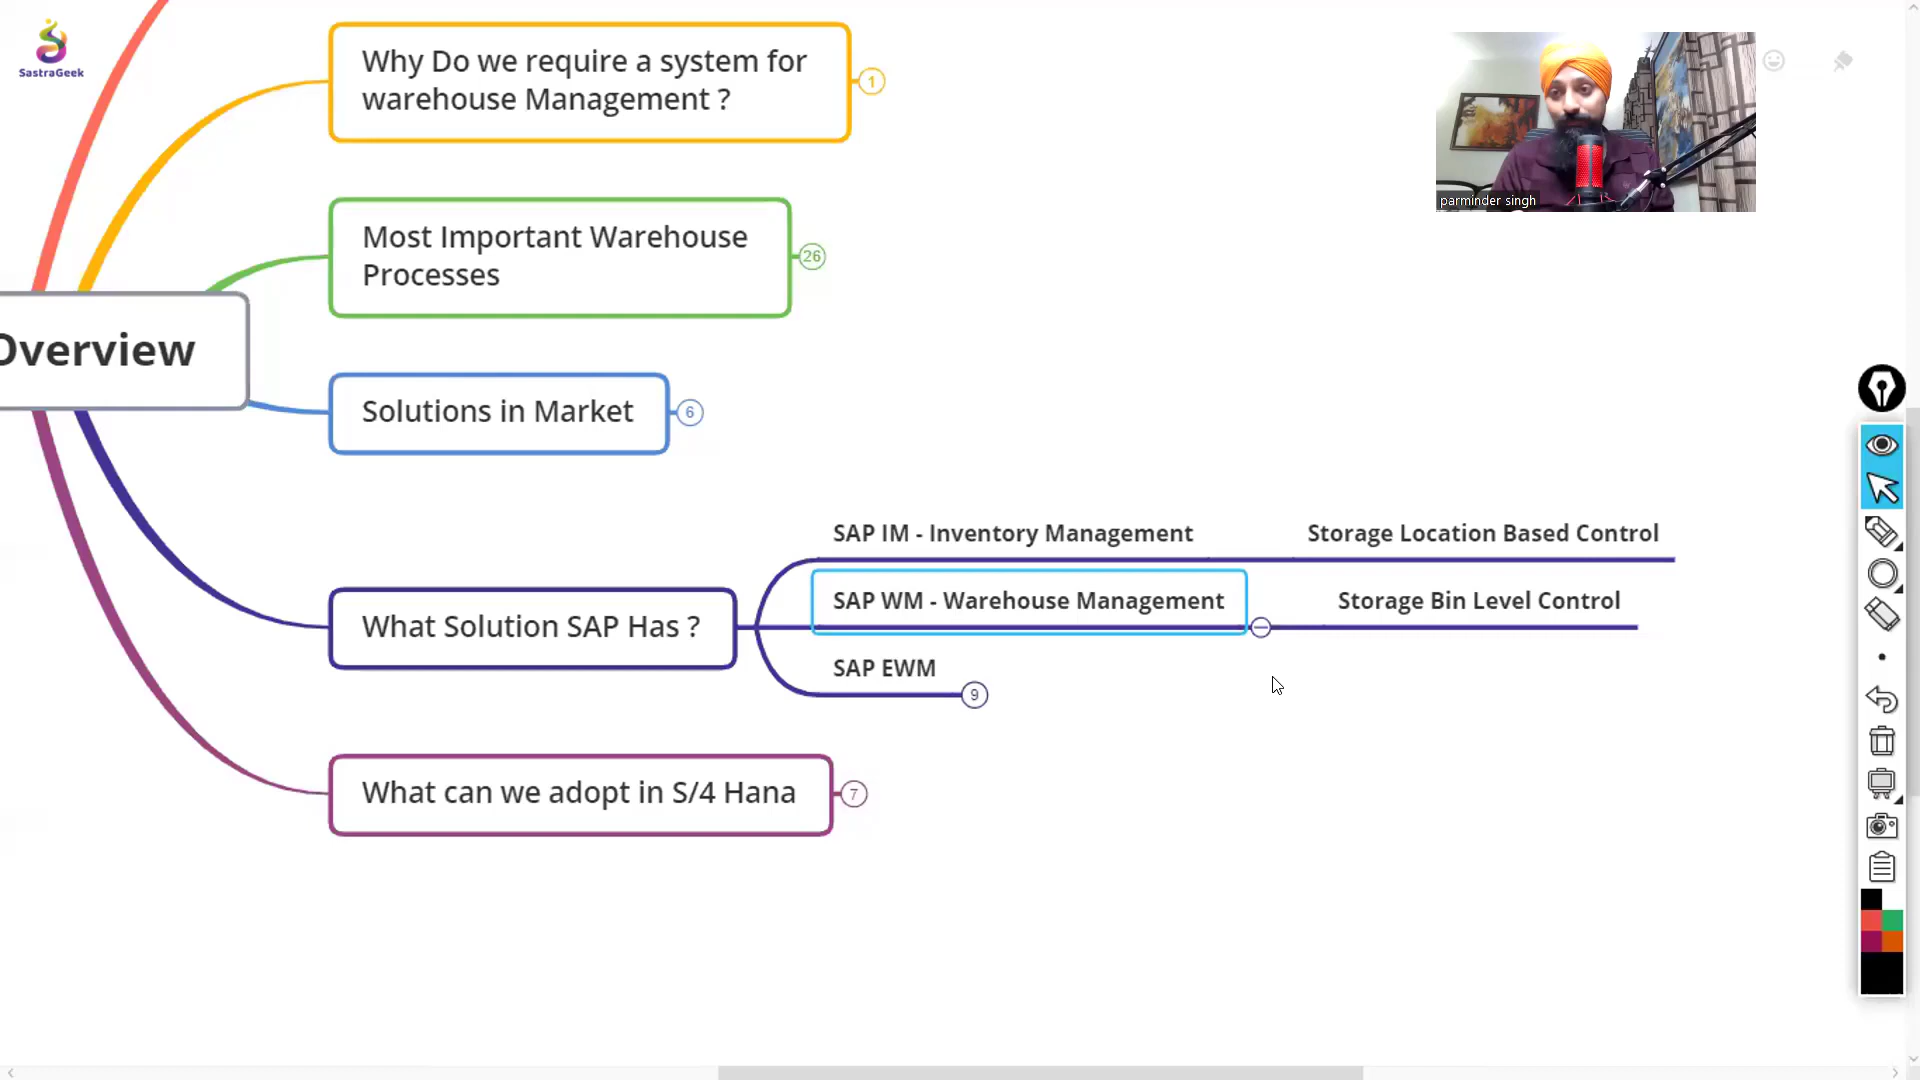 SastraGeek
Why Do we require a system for
warehouse Management ?
1
Most Important Warehouse
Processes
26
Overview
Solutions in Market
6
What Solution SAP Has ?
SAP IM - Inventory Management
Storage Location Based Control
SAP WM - Warehouse Management
Storage Bin Level Control
SAP EWM
9
What can we adopt in S/4 Hana
7
parminder singh